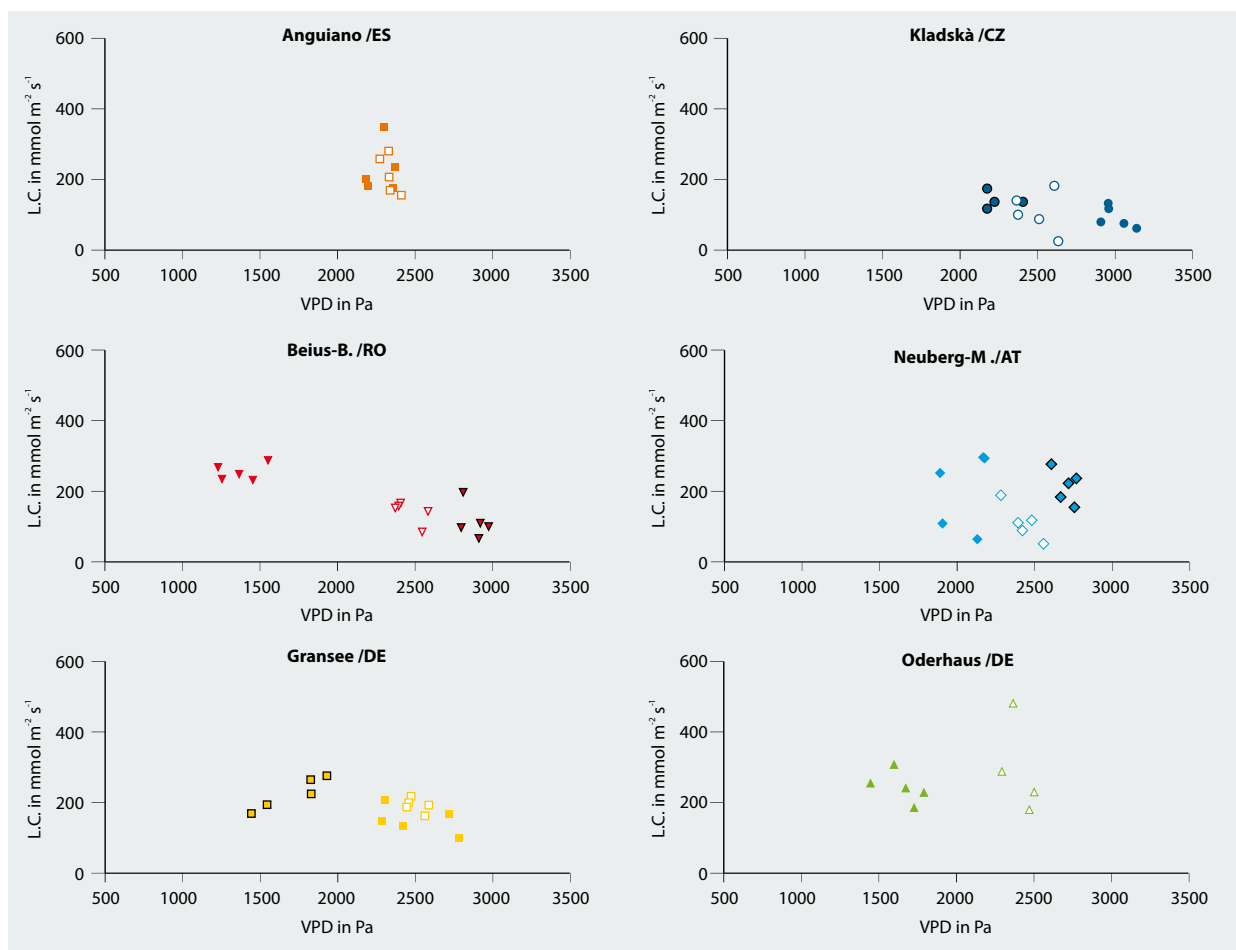 Anguiano /ES
600
400
200
0
L.C. in mmol m⁻² s⁻¹
500 1000 1500 2000 2500 3000 3500
VPD in Pa
Kladskà /CZ
600
400
200
0
L.C. in mmol m⁻² s⁻¹
500 1000 1500 2000 2500 3000 3500
VPD in Pa
Beius-B. /RO
600
400
200
0
L.C. in mmol m⁻² s⁻¹
500 1000 1500 2000 2500 3000 3500
VPD in Pa
Neuberg-M ./AT
600
400
200
0
L.C. in mmol m⁻² s⁻¹
500 1000 1500 2000 2500 3000 3500
VPD in Pa
Gransee /DE
600
400
200
0
L.C. in mmol m⁻² s⁻¹
500 1000 1500 2000 2500 3000 3500
VPD in Pa
Oderhaus /DE
600
400
200
0
L.C. in mmol m⁻² s⁻¹
500 1000 1500 2000 2500 3000 3500
VPD in Pa